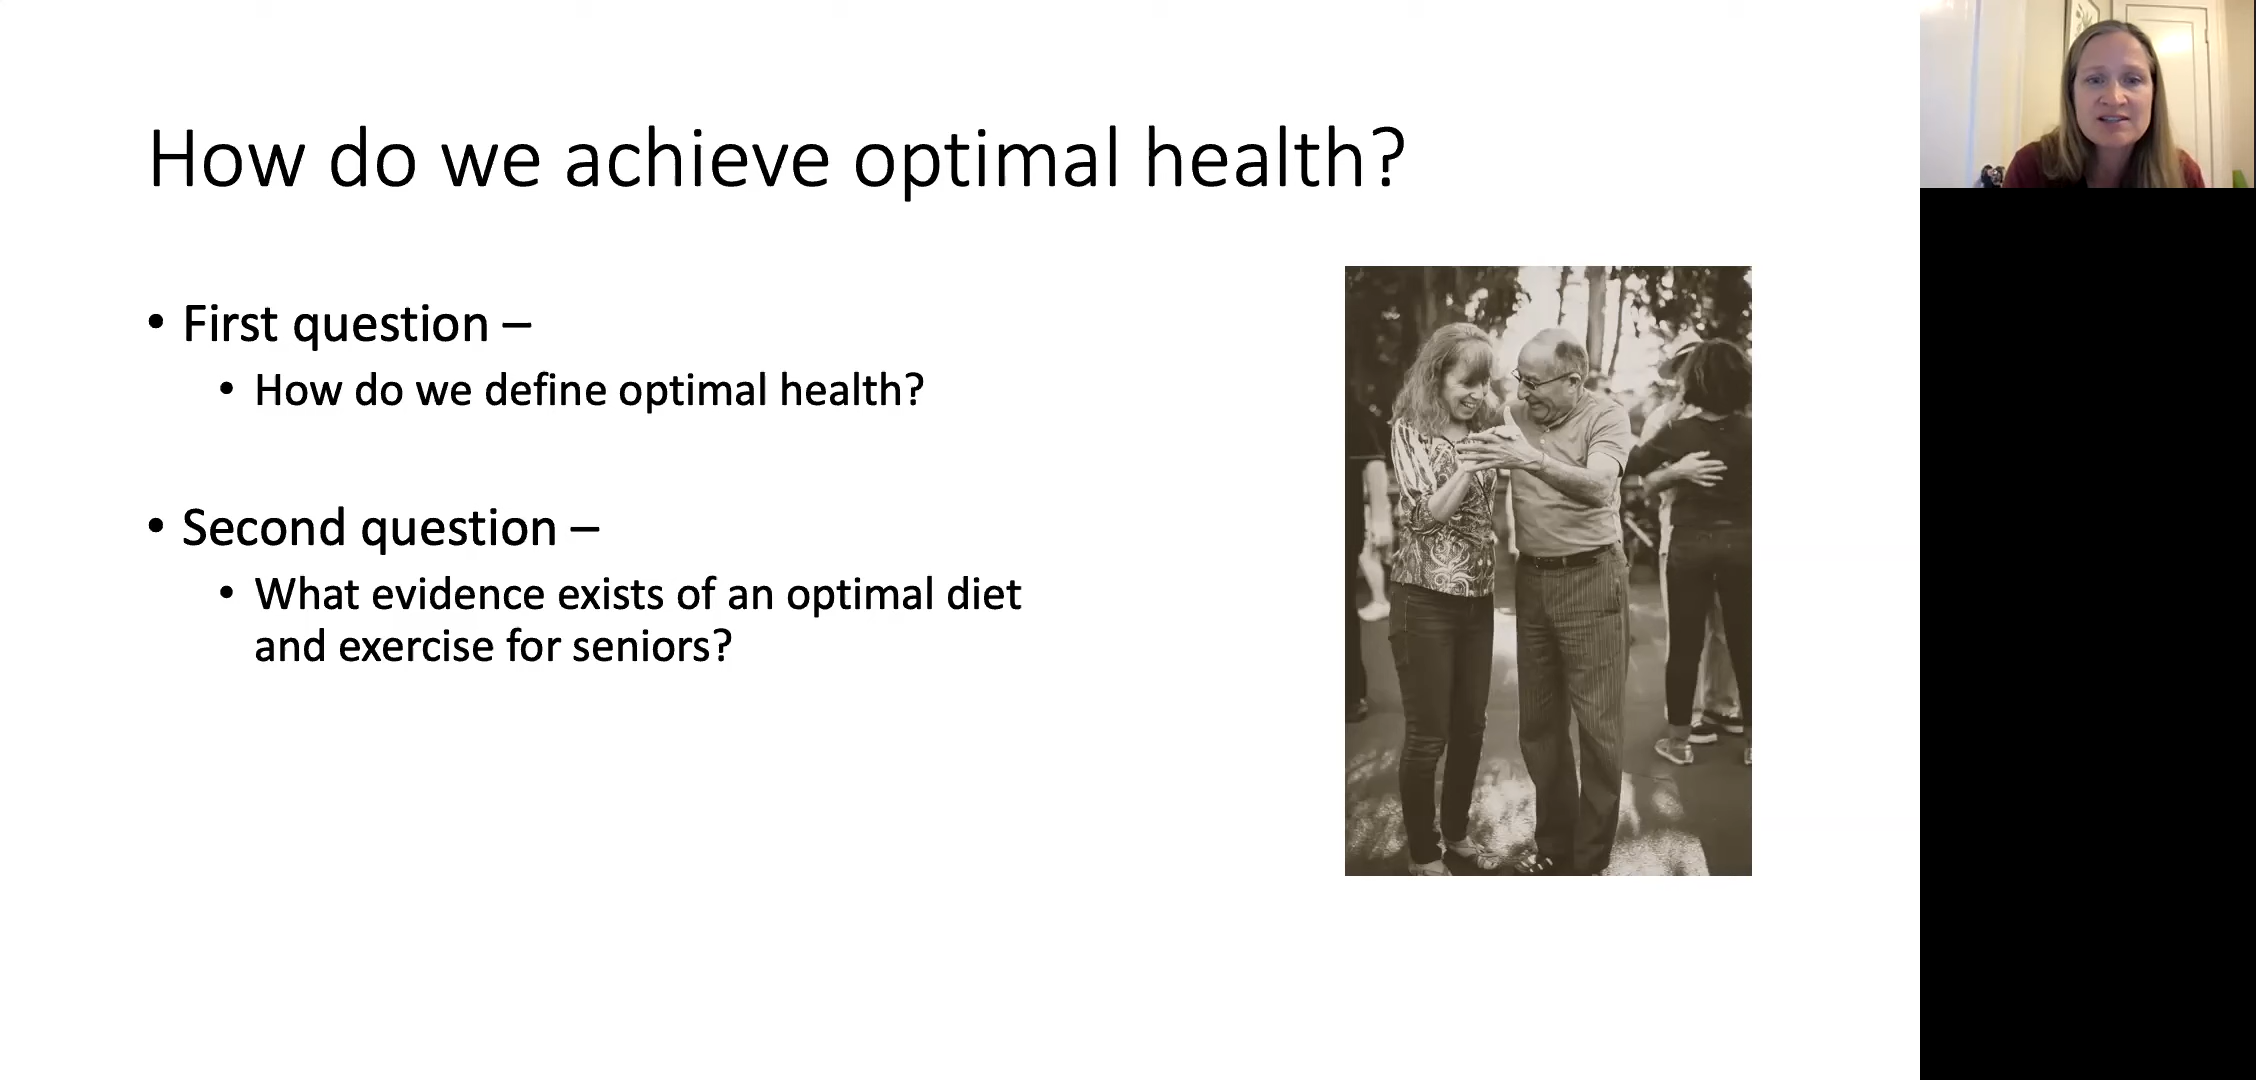 How do we achieve optimal health?
• First question –
• How do we define optimal health?
• Second question –
• What evidence exists of an optimal diet
and exercise for seniors?